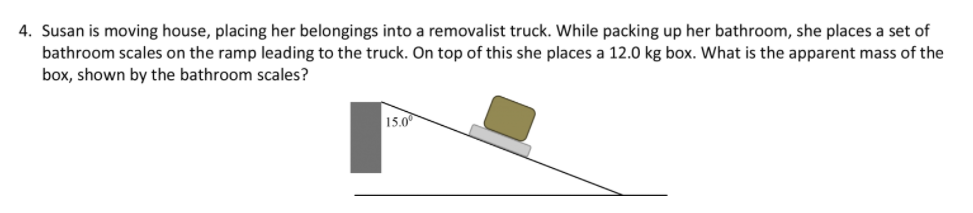 4. Susan is moving house, placing her belongings into a removalist truck. While packing up her bathroom, she places a set of
bathroom scales on the ramp leading to the truck. On top of this she places a 12.0 kg box. What is the apparent mass of the
box, shown by the bathroom scales?
15.0⁰